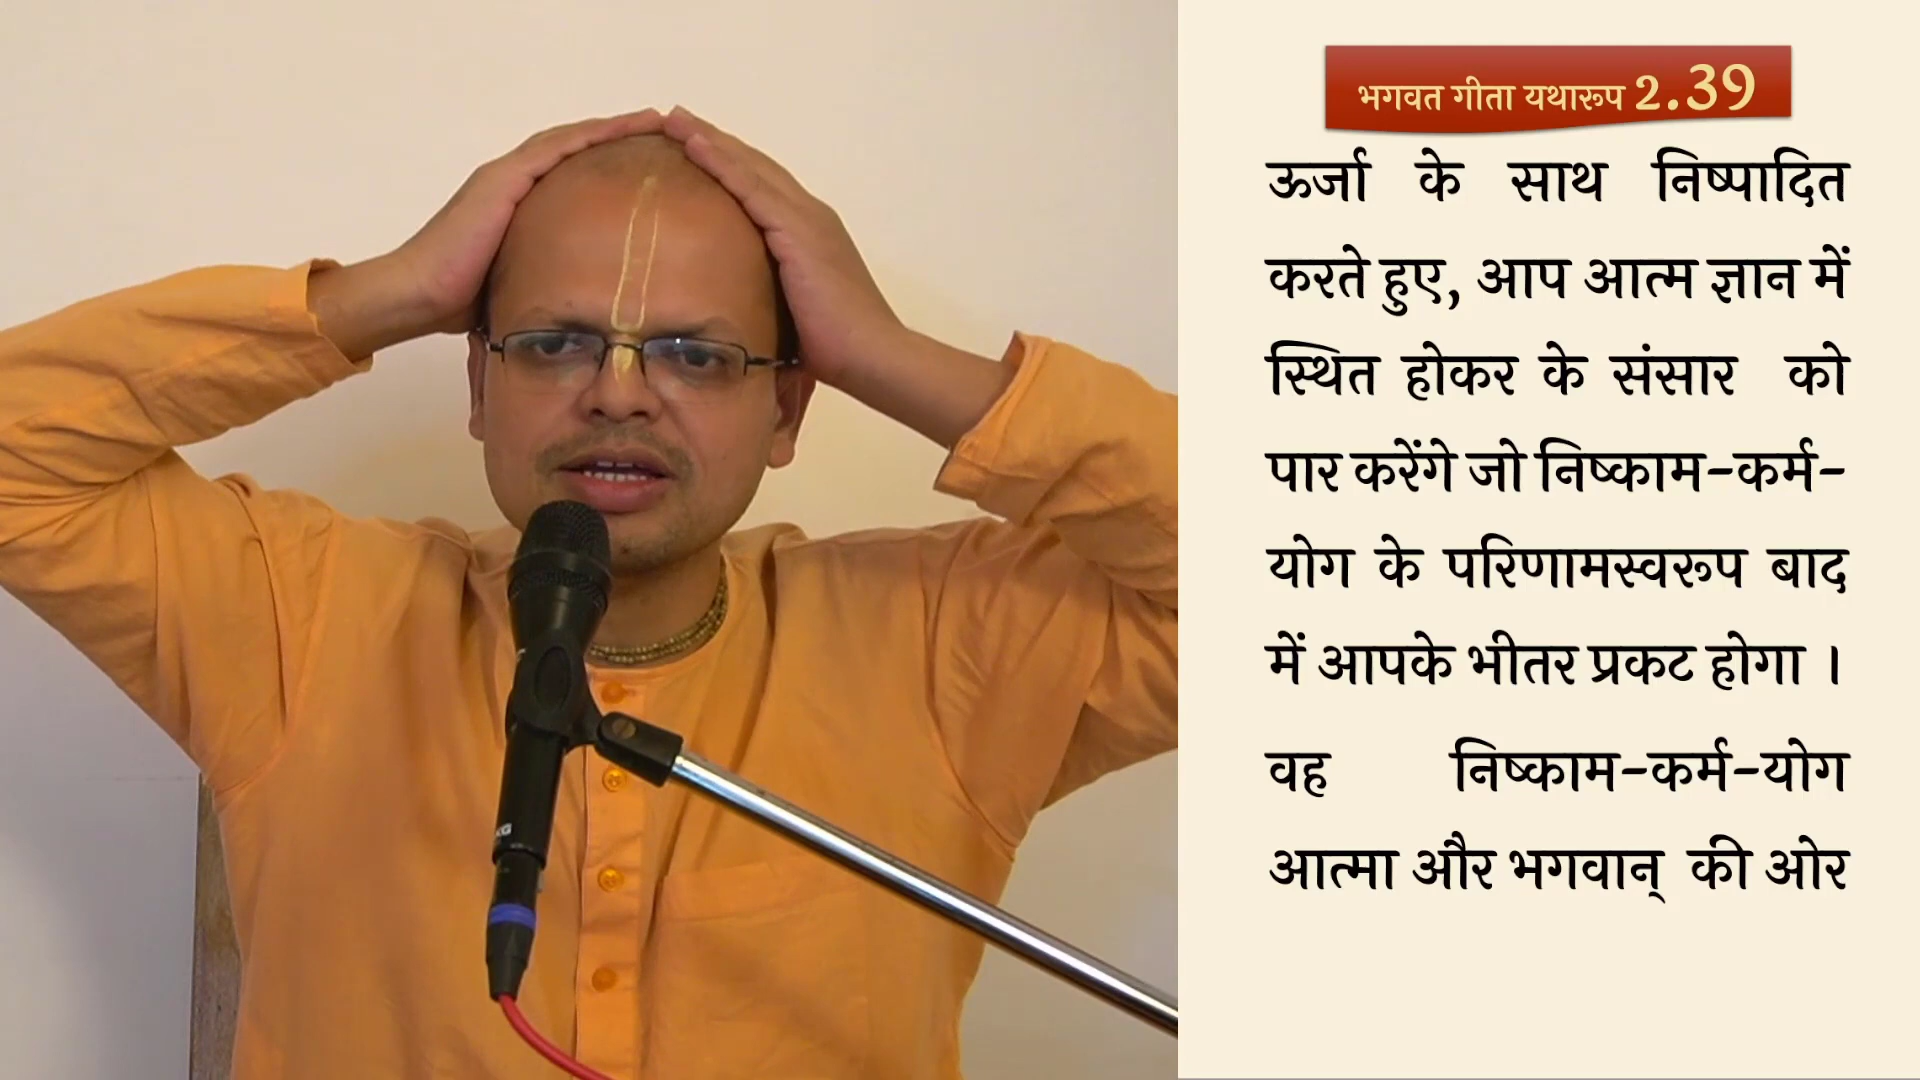 भगवत गीता यथारूप 2.39
ऊर्जा के साथ निष्पादित
करते हुए, आप आत्म ज्ञान में
स्थित होकर के संसार को
पार करेंगे जो निष्काम-कर्म-
योग के परिणामस्वरूप बाद
में आपके भीतर प्रकट होगा ।
वह निष्काम-कर्म-योग
आत्मा और भगवान् की ओर